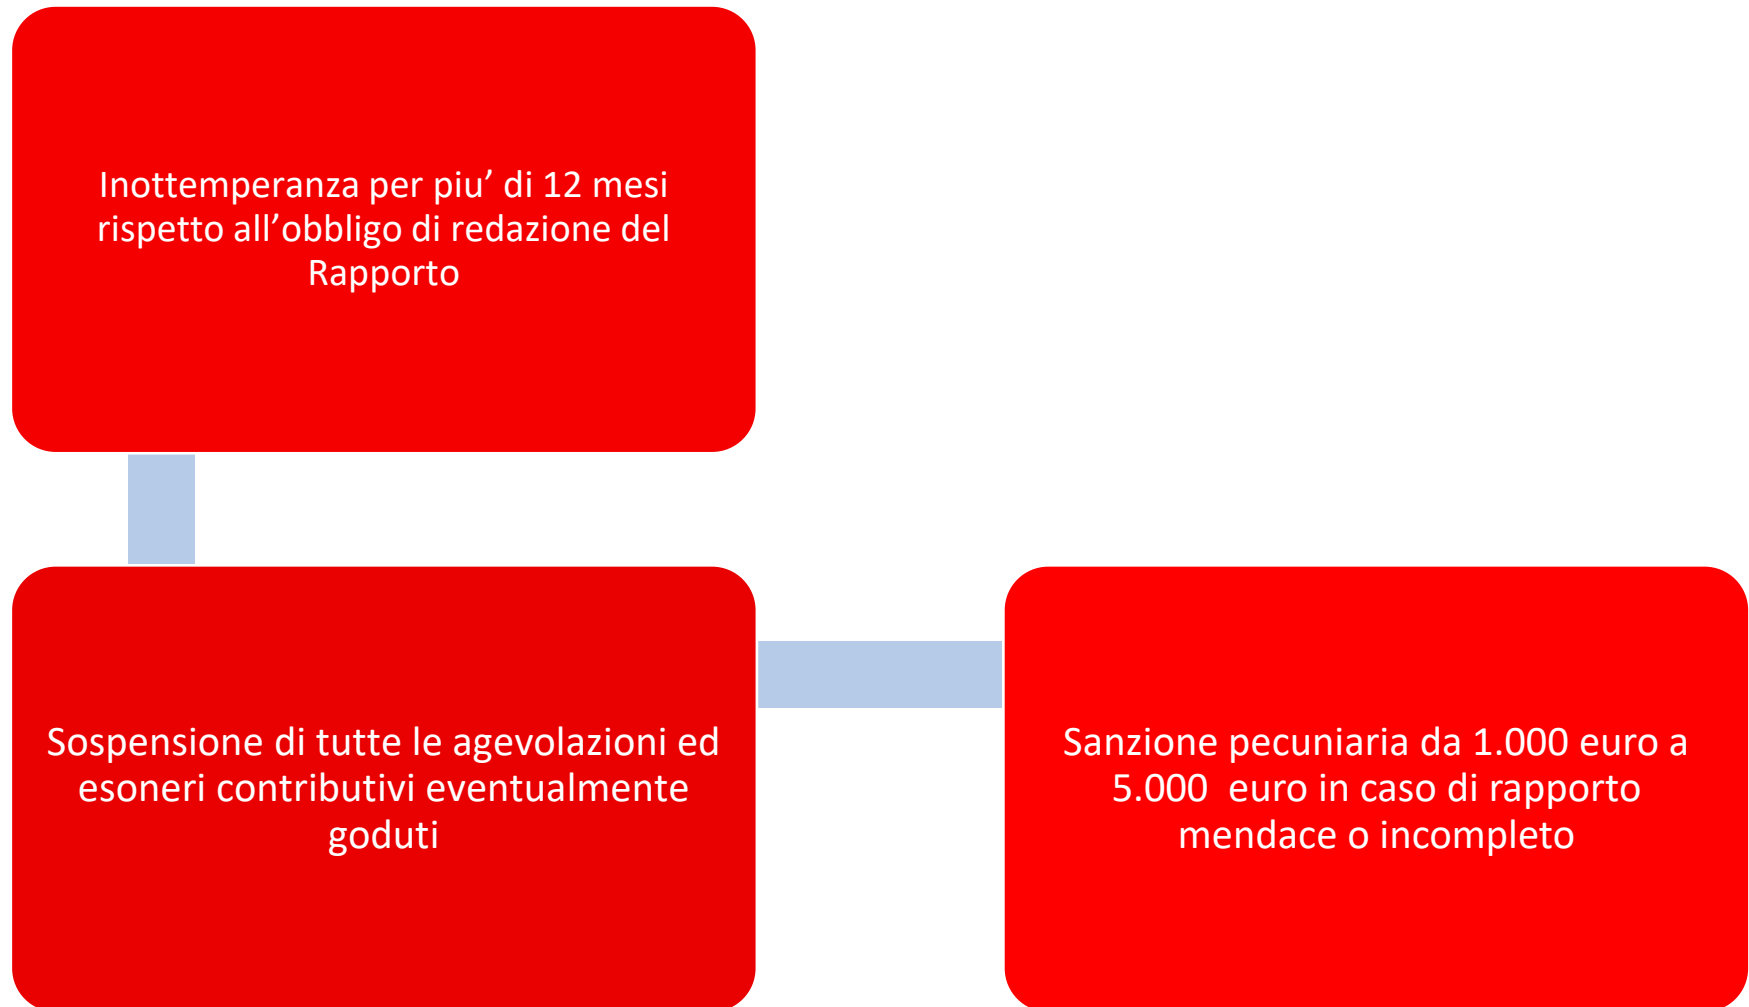 Inottemperanza per piu’ di 12 mesi
rispetto all’obbligo di redazione del
Rapporto
Sospensione di tutte le agevolazioni ed
esoneri contributivi eventualmente
goduti
Sanzione pecuniaria da 1.000 euro a
5.000  euro in caso di rapporto
mendace o incompleto